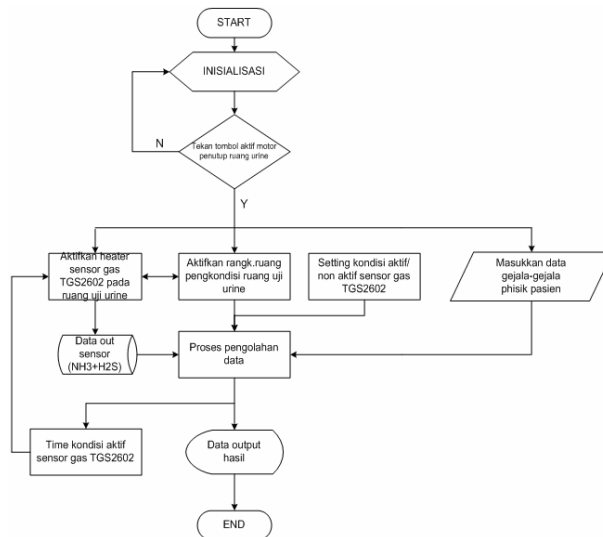 START
INISIALISASI
Tekan tombol aktif motor
penutup ruang urine
N
Y
Aktifkan heater
sensor gas
TGS2602 pada
ruang uji urine
Aktifkan rangk.ruang
pengkondisi ruang uji
urine
Setting kondisi aktif/
non aktif sensor gas
TGS2602
Masukkan data
gejala-gejala
phisik pasien
Data out
sensor
(NH3+H2S)
Proses pengolahan
data
Time kondisi aktif
sensor gas TGS2602
Data output
hasil
END